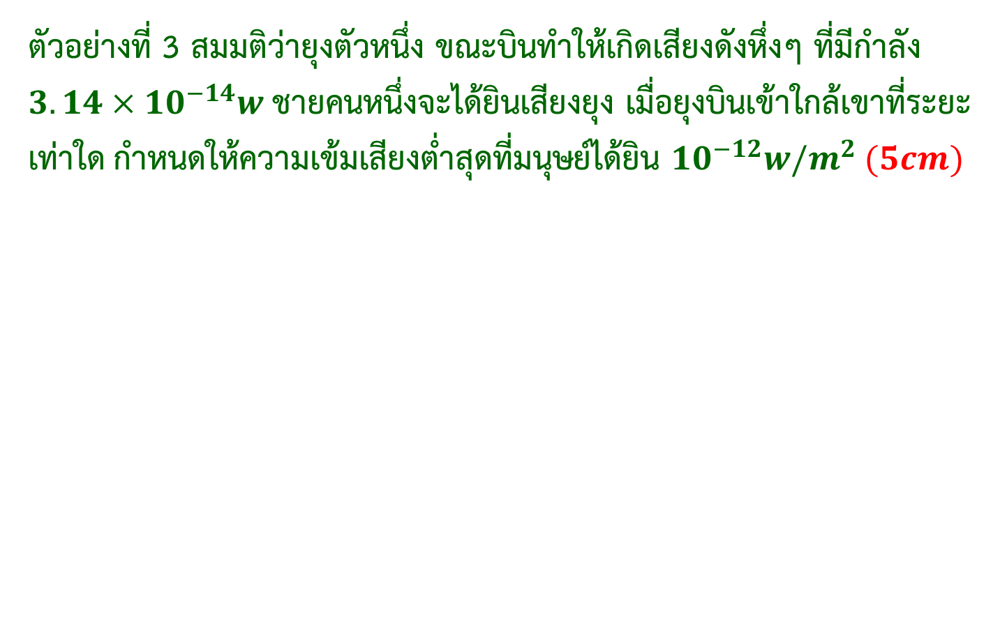 ตัวอย่างที่ 3 สมมติว่ายุงตัวหนึ่ง ขณะบินทำให้เกิดเสียงดังหึ่งๆ ที่มีกำลัง
3.14 × 10⁻¹⁴w ชายคนหนึ่งจะได้ยินเสียงยุง เมื่อยุงบินเข้าใกล้เขาที่ระยะ
เท่าใด กำหนดให้ความเข้มเสียงต่ำสุดที่มนุษย์ได้ยิน 10⁻¹²w/m² (5cm)